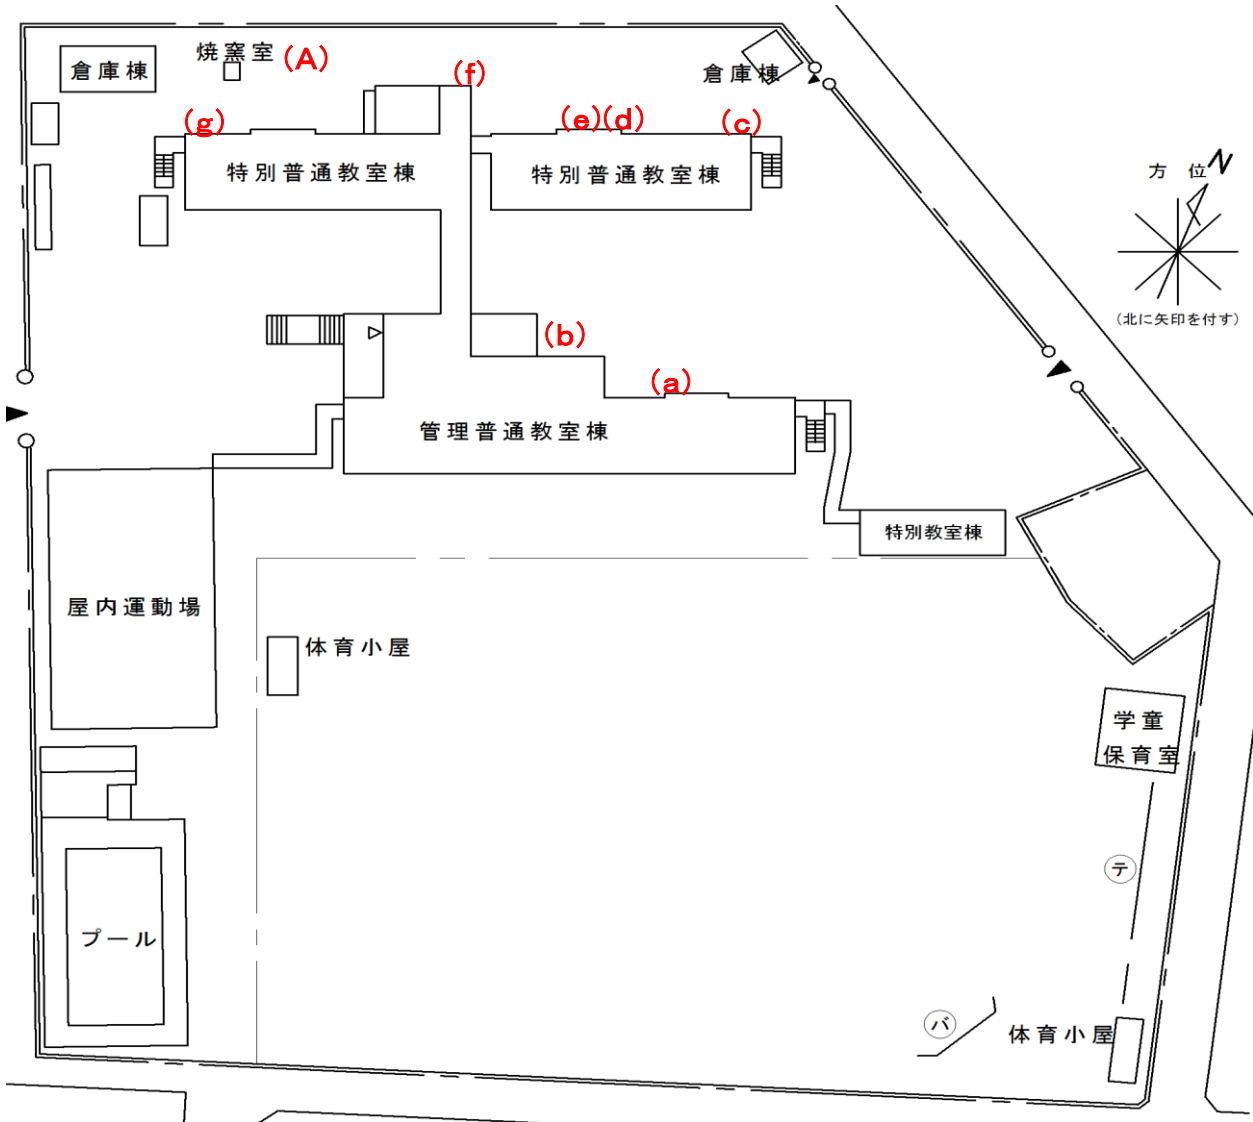 焼窯室 (A)
倉庫棟
(f)
倉庫棟
(g)
(e)(d)
(c)
特別普通教室棟
特別普通教室棟
方位 N
(北に矢印を付す)
(b)
(a)
管理普通教室棟
特別教室棟
屋内運動場
体育小屋
学童
保育室
テ
プール
バ
体育小屋